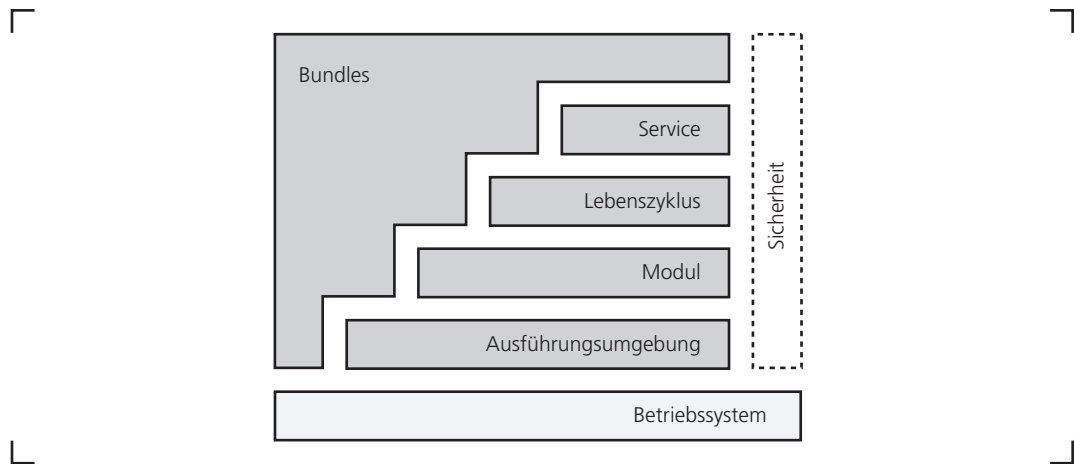 Bundles
Service
Lebenszyklus
Modul
Ausführungsumgebung
Sicherheit
Betriebssystem